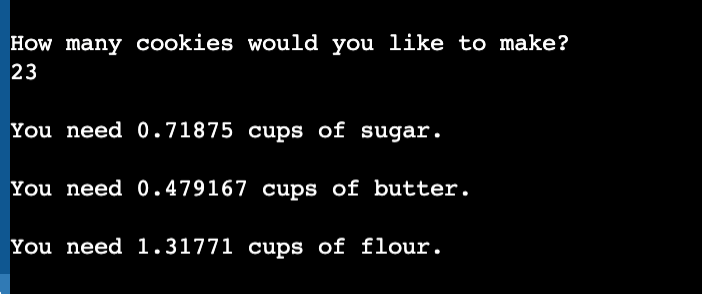 How many cookies would you like to make?
23
You need 0.71875 cups of sugar.
You need 0.479167 cups of butter.
You need 1.31771 cups of flour.